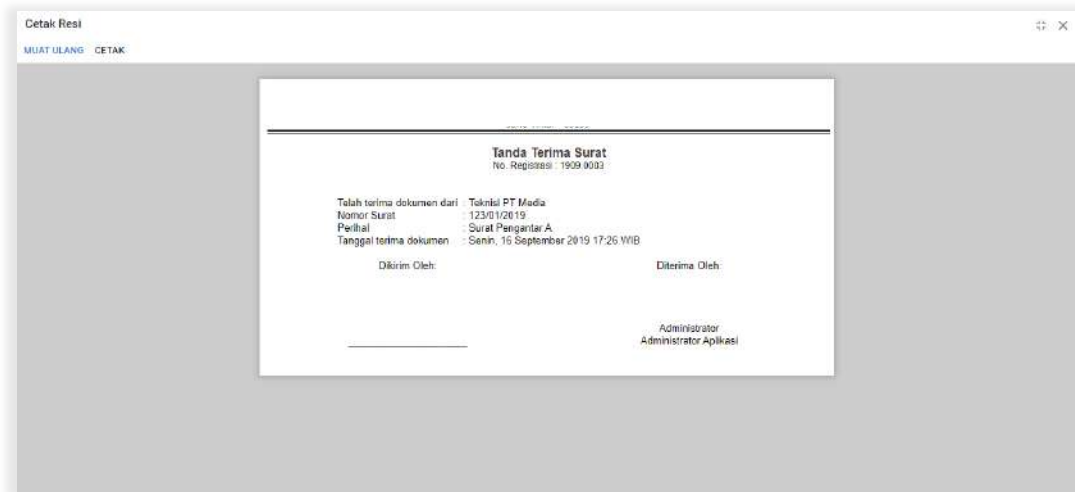 Cetak Resi
MUAT ULANG CETAK
Tanda Terima Surat
No. Registrasi : 1909.0003
Telah terima dokumen dari : Teknisi PT Media
Nomor Surat : 123/01/2019
Perihal : Surat Pengantar A
Tanggal terima dokumen : Senin, 16 September 2019 17:26 WIB
Dikirim Oleh: Diterima Oleh:
Administrator
Administrator Aplikasi